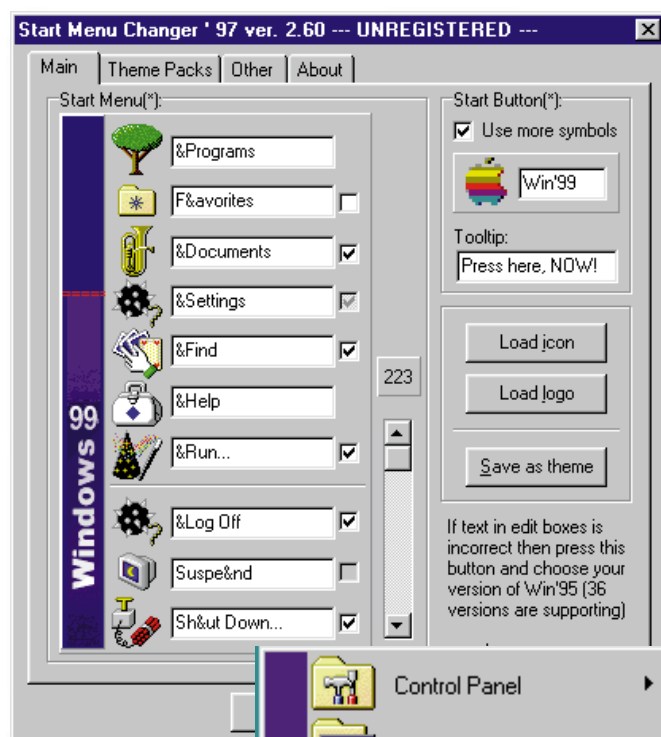 Start Menu Changer ' 97 ver. 2.60 --- UNREGISTERED ---
Main
Theme Packs
Other
About
Start Menu(*):
&Programs
F&avorites
&Documents
&Settings
&Find
&Help
&Run...
&Log Off
Suspe&nd
Sh&ut Down...
Windows 99
223
Start Button(*):
Use more symbols
Win'99
Tooltip:
Press here, NOW!
Load icon
Load logo
Save as theme
If text in edit boxes is
incorrect then press this
button and choose your
version of Win'95 (36
versions are supporting)
Control Panel